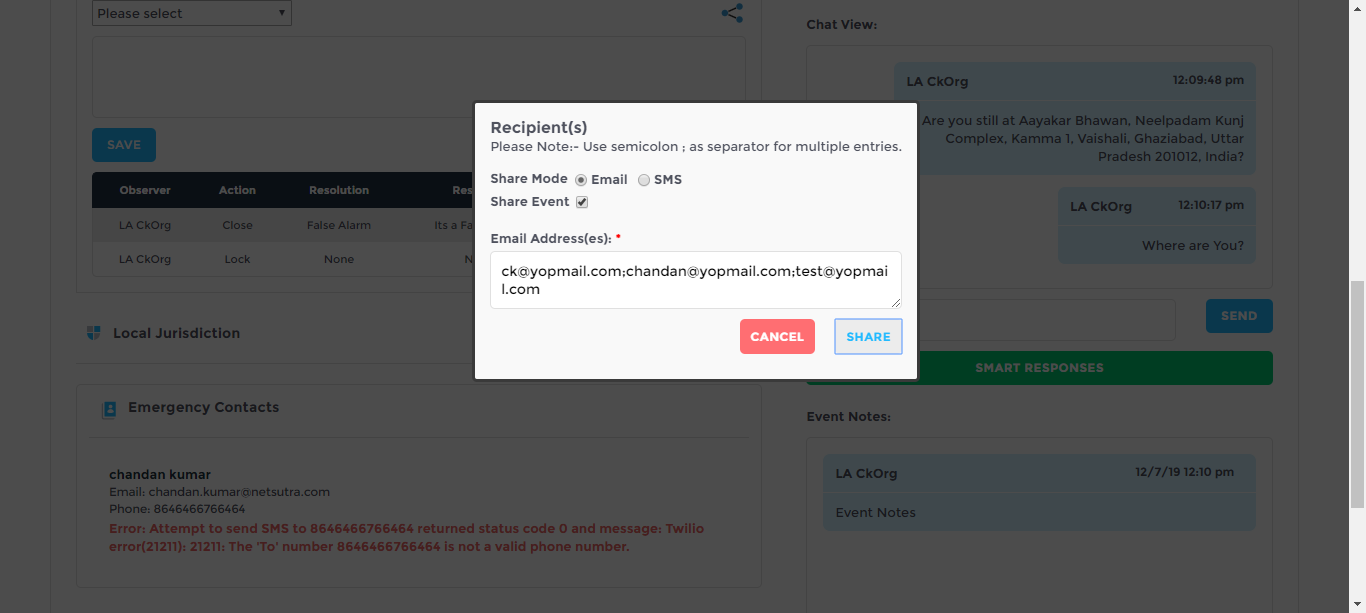 Please select
SAVE
Observer Action Resolution Res
LA CkOrg Close False Alarm Its a Fa
LA CkOrg Lock None N
Local Jurisdiction
Emergency Contacts
chandan kumar
Email: chandan.kumar@netsutra.com
Phone: 8646466766464
Error: Attempt to send SMS to 8646466766464 returned status code 0 and message: Twilio
error(21211): 21211: The 'To' number 8646466766464 is not a valid phone number.
Recipient(s)
Please Note:- Use semicolon ; as separator for multiple entries.
Share Mode Email SMS
Share Event
Email Address(es): *
ck@yopmail.com;chandan@yopmail.com;test@yopmai
l.com
CANCEL SHARE
Chat View:
LA CkOrg 12:09:48 pm
Are you still at Aayakar Bhawan, Neelpadam Kunj
Complex, Kamma 1, Vaishali, Ghaziabad, Uttar
Pradesh 201012, India?
LA CkOrg 12:10:17 pm
Where are You?
SEND
SMART RESPONSES
Event Notes:
LA CkOrg 12/7/19 12:10 pm
Event Notes